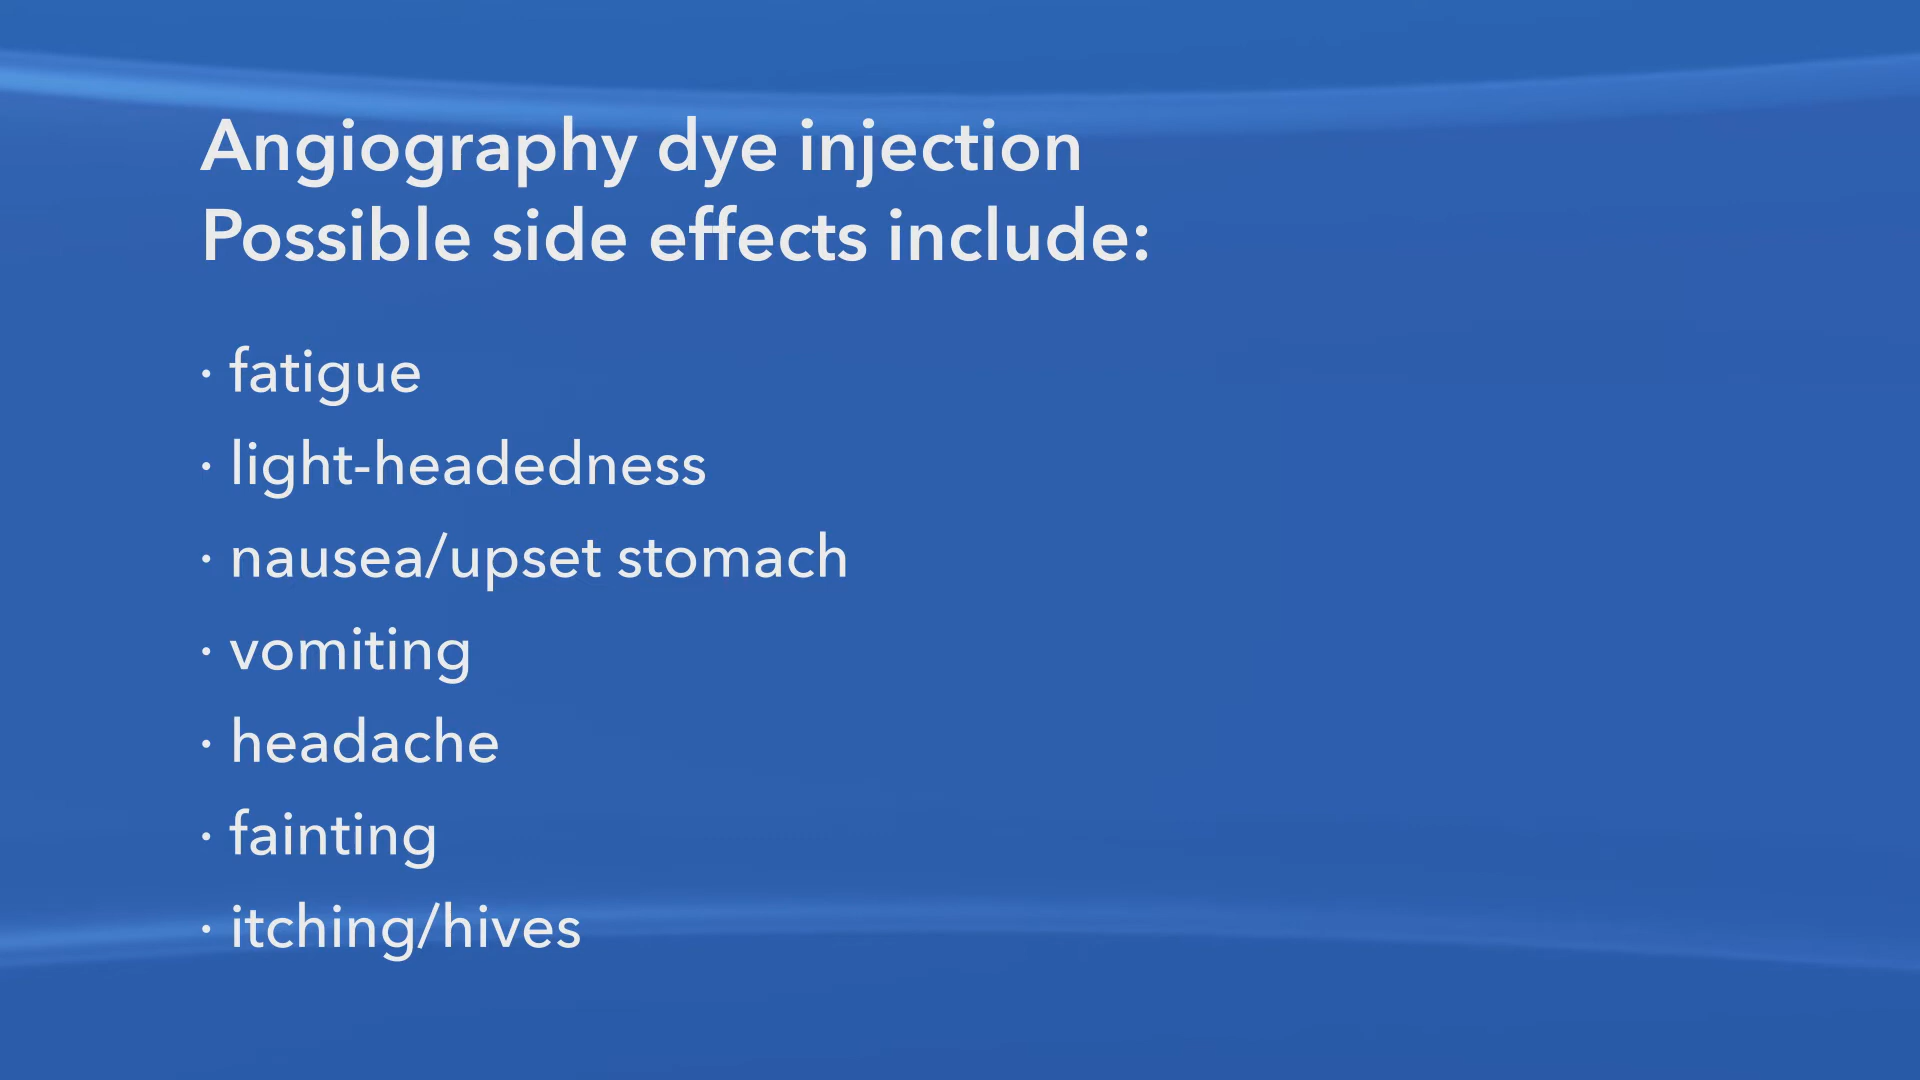 Angiography dye injection
Possible side effects include:
· fatigue
· light-headedness
· nausea/upset stomach
· vomiting
· headache
· fainting
· itching/hives